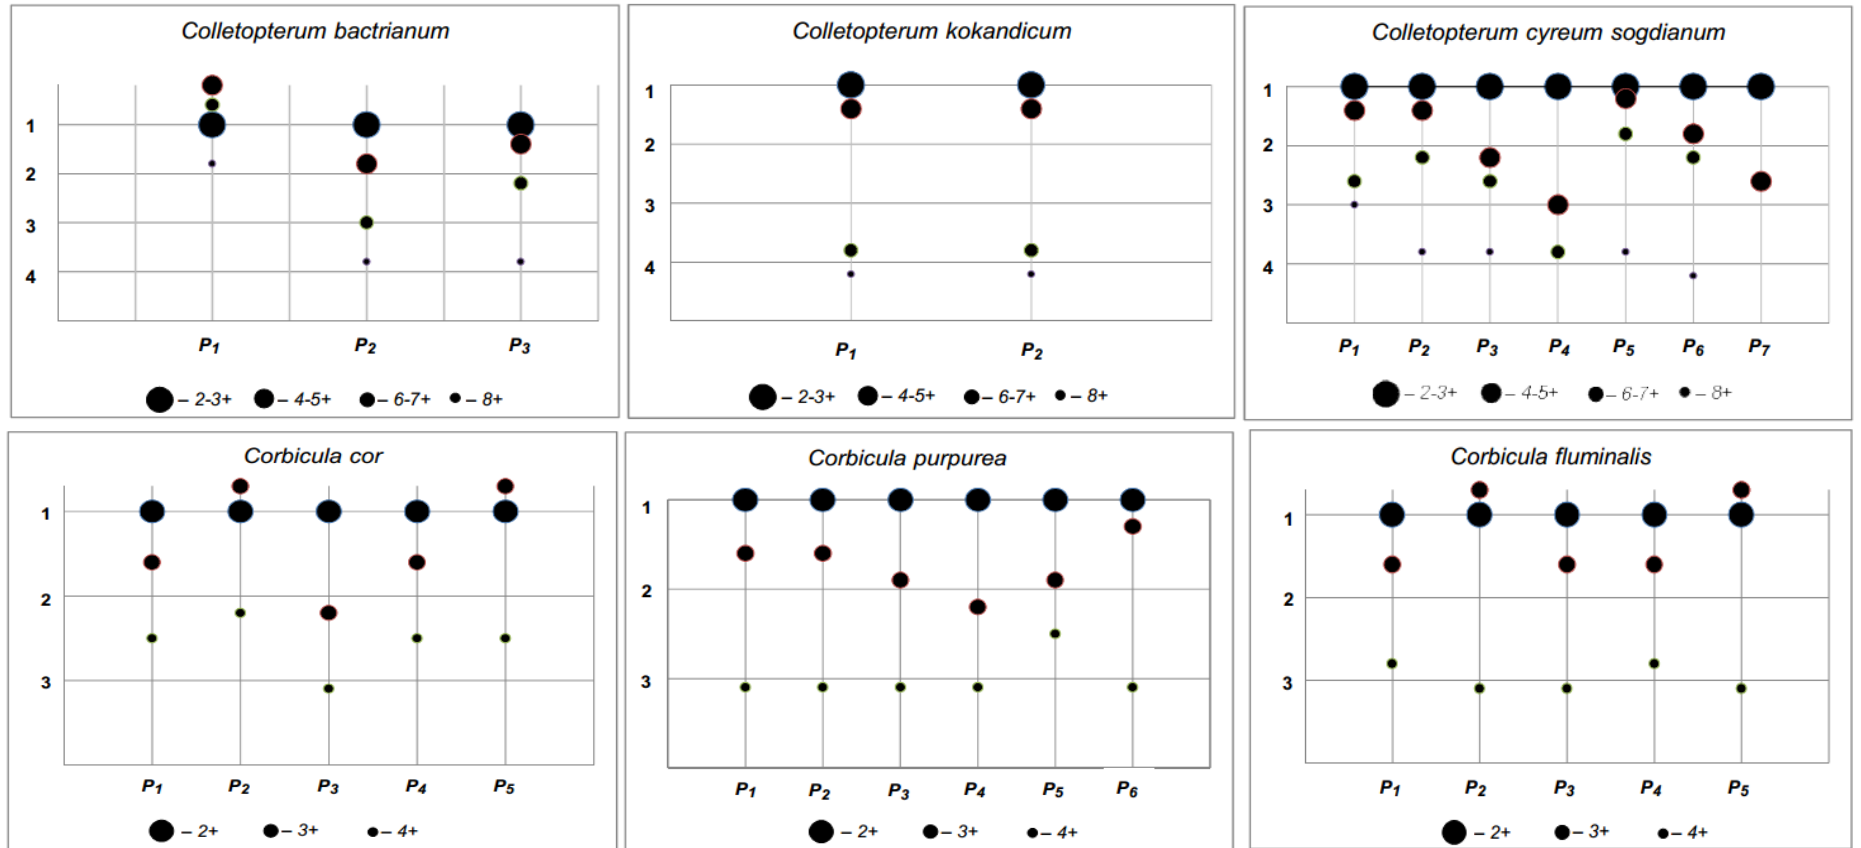 Colletopterum bactrianum
1
2
3
4
P1 P2 P3
– 2-3+ – 4-5+ – 6-7+ – 8+
Colletopterum kokandicum
1
2
3
4
P1 P2
– 2-3+ – 4-5+ – 6-7+ – 8+
Colletopterum cyreum sogdianum
1
2
3
4
P1 P2 P3 P4 P5 P6 P7
– 2-3+ – 4-5+ – 6-7+ – 8+
Corbicula cor
1
2
3
P1 P2 P3 P4 P5
– 2+ – 3+ – 4+
Corbicula purpurea
1
2
3
P1 P2 P3 P4 P5 P6
– 2+ – 3+ – 4+
Corbicula fluminalis
1
2
3
P1 P2 P3 P4 P5
– 2+ – 3+ – 4+